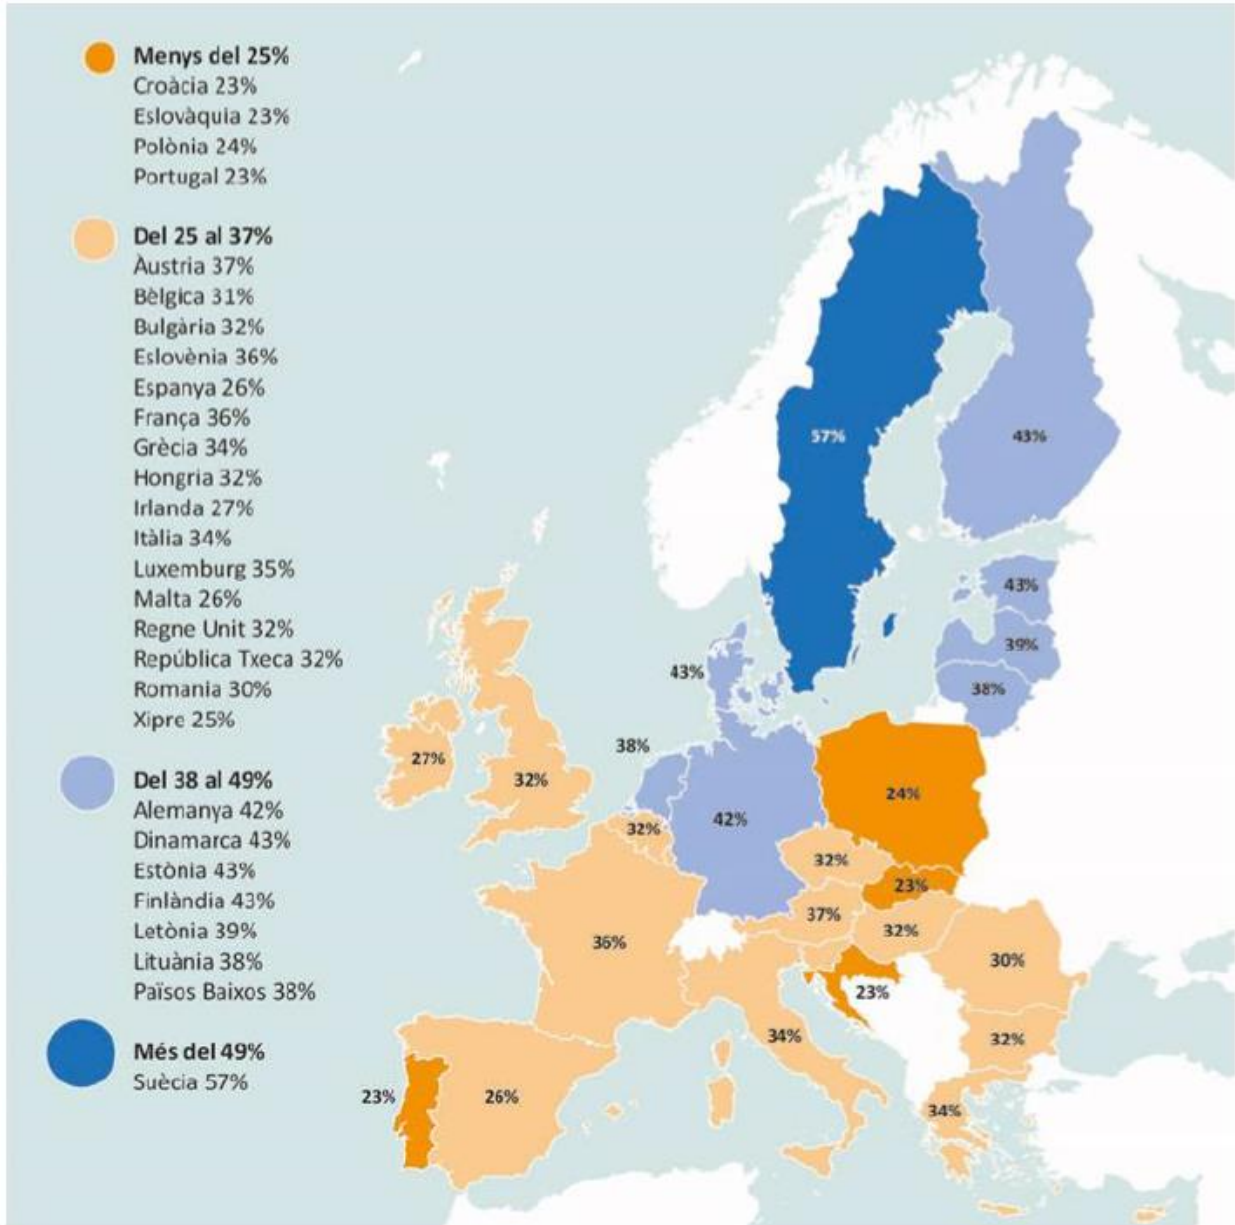 Menys del 25%
Croàcia 23%
Eslovàquia 23%
Polònia 24%
Portugal 23%
Del 25 al 37%
Àustria 37%
Bèlgica 31%
Bulgària 32%
Eslovènia 36%
Espanya 26%
França 36%
Grècia 34%
Hongria 32%
Irlanda 27%
Itàlia 34%
Luxemburg 35%
Malta 26%
Regne Unit 32%
República Txeca 32%
Romania 30%
Xipre 25%
Del 38 al 49%
Alemanya 42%
Dinamarca 43%
Estònia 43%
Finlàndia 43%
Letònia 39%
Lituània 38%
Països Baixos 38%
Més del 49%
Suècia 57%
57%
43%
43%
39%
43%
38%
38%
27%
32%
24%
42%
32%
32%
23%
37%
32%
36%
30%
23%
34%
32%
23%
26%
34%